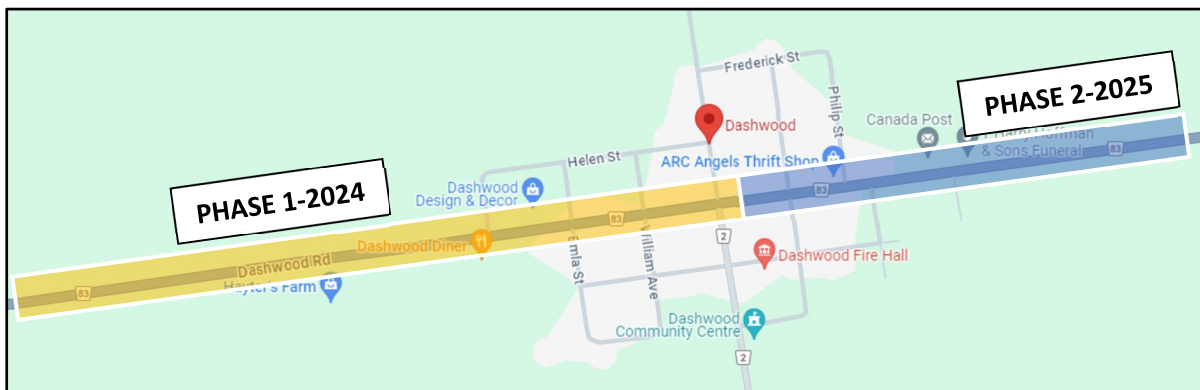 Frederick St
PHASE 2-2025
Philip St
Canada Post
Dashwood
Hoffman
& Sons Funeral
Helen St
ARC Angels Thrift Shop
PHASE 1-2024
Dashwood
Design & Decor
83
83
83
2
Dashwood Diner
Emla St
William Ave
Dashwood Fire Hall
Dashwood Rd
83
Hayter's Farm
Dashwood
Community Centre
2